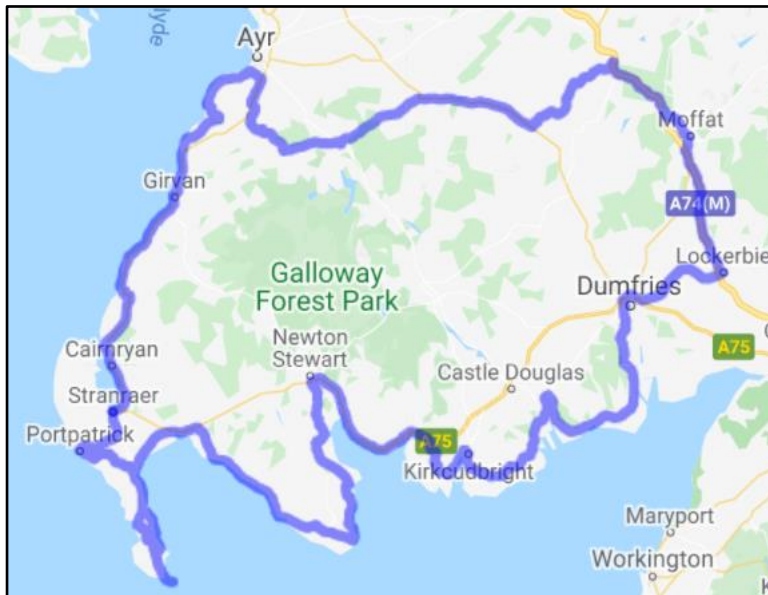 lyde
Ayr
Moffat
Girvan
A74(M)
Lockerbie
Galloway
Forest Park
Dumfries
Newton
Stewart
Cairnryan
A75
Castle Douglas
Stranraer
Portpatrick
A75
Kirkcudbright
Maryport
Workington